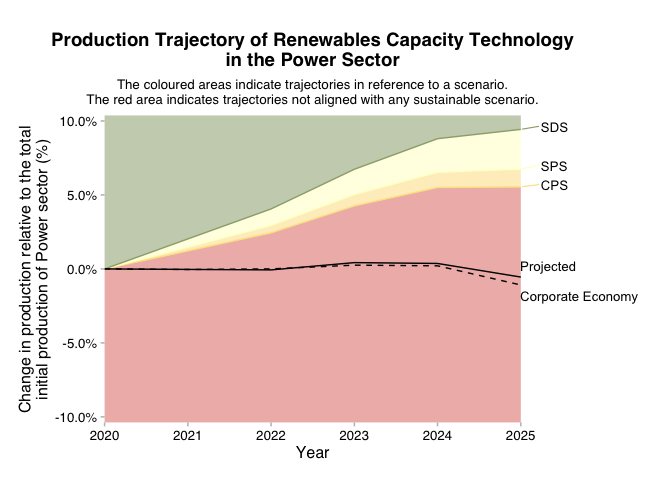 Production Trajectory of Renewables Capacity Technology
in the Power Sector
The coloured areas indicate trajectories in reference to a scenario.
The red area indicates trajectories not aligned with any sustainable scenario.
Change in production relative to the total
initial production of Power sector (%)
10.0%
5.0%
0.0%
-5.0%
-10.0%
SDS
SPS
CPS
Projected
Corporate Economy
2020
2021
2022
2023
2024
2025
Year